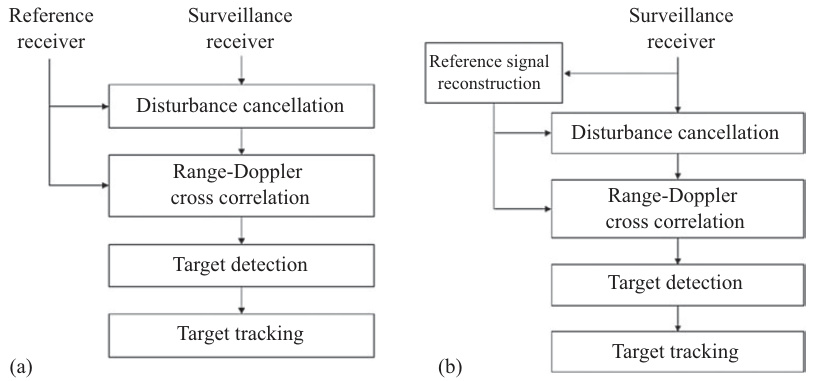 Reference
receiver
Surveillance
receiver
Disturbance cancellation
Range-Doppler
cross correlation
Target detection
Target tracking
(a)
Surveillance
receiver
Reference signal
reconstruction
Disturbance cancellation
Range-Doppler
cross correlation
Target detection
Target tracking
(b)